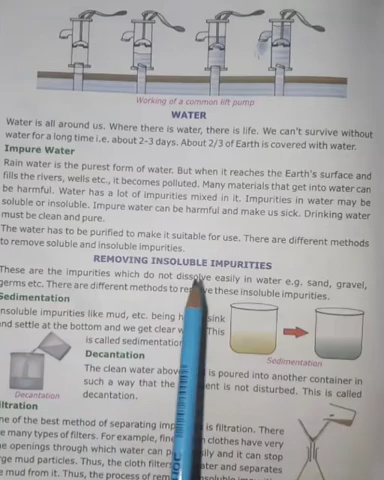 Working of a common lift pump
WATER
Water is all around us. Where there is water, there is life. We can't survive without
water for a long time i.e. about 2-3 days. About 2/3 of Earth is covered with water.
Impure Water
Rain water is the purest form of water. But when it reaches the Earth's surface and
fills the rivers, wells etc., it becomes polluted. Many materials that get into water can
be harmful. Water has a lot of impurities mixed in it. Impurities in water may be
soluble or insoluble. Impure water can be harmful and make us sick. Drinking water
must be clean and pure.
The water has to be purified to make it suitable for use. There are different methods
to remove soluble and insoluble impurities.
REMOVING INSOLUBLE IMPURITIES
These are the impurities which do not dissolve easily in water e.g. sand, gravel,
germs etc. There are different methods to these insoluble impurities.
Sedimentation
nsoluble impurities like mud, etc. being sink
nd settle at the bottom and we get clear This
is called sedimentation
Sedimentation
Decantation
The clean water above is poured into another container in
such a way that the is not disturbed. This is called
decantation.
Decantation
iltration
ne of the best method of separating is filtration. There
e many types of filters. For example, fine clothes have very
e openings through which water can and it can stop
rge mud particles. Thus, the cloth filters and separates
e mud from it. Thus, the process of